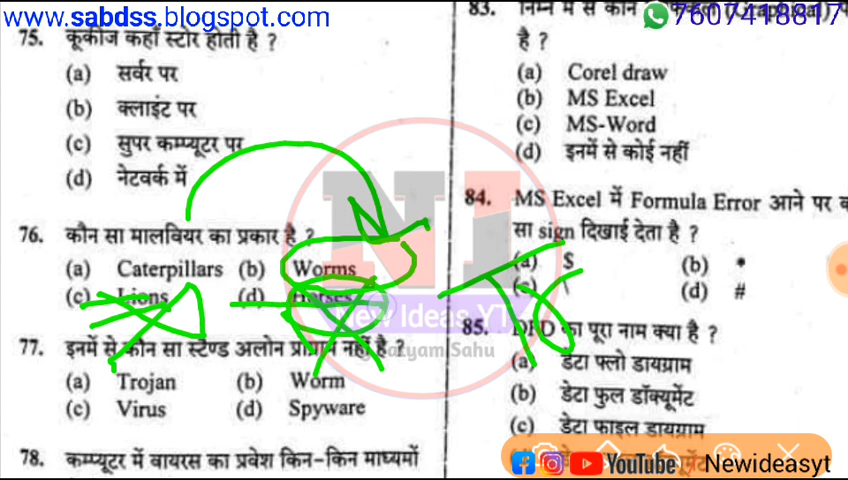 www.sabdss.blogspot.com
7607418817
75. कूकीज कहाँ स्टोर होती है ?
(a) सर्वर पर
(b) क्लाइंट पर
(c) सुपर कम्प्यूटर पर
(d) नेटवर्क में
76. कौन सा मालवियर का प्रकार है ?
(a) Caterpillars (b) Worms
(c) Lions (d) Horses
77. इनमें से कौन सा स्टैण्ड अलोन प्रोग्राम नहीं है ?
(a) Trojan (b) Worm
(c) Virus (d) Spyware
78. कम्प्यूटर में वायरस का प्रवेश किन-किन माध्यमों
83. निम्न में से कौन
है ?
(a) Corel draw
(b) MS Excel
(c) MS-Word
(d) इनमें से कोई नहीं
84. MS Excel में Formula Error आने पर
सा sign दिखाई देता है ?
(a) $ (b) *
(c) \ (d) #
85. DFD का पूरा नाम क्या है ?
(a) डेटा फ्लो डायग्राम
(b) डेटा फुल डॉक्यूमेंट
(c) डेटा फाइल डायग्राम
NI
New Ideas YT
By Satyam Sahu
YouTube Newideasyt